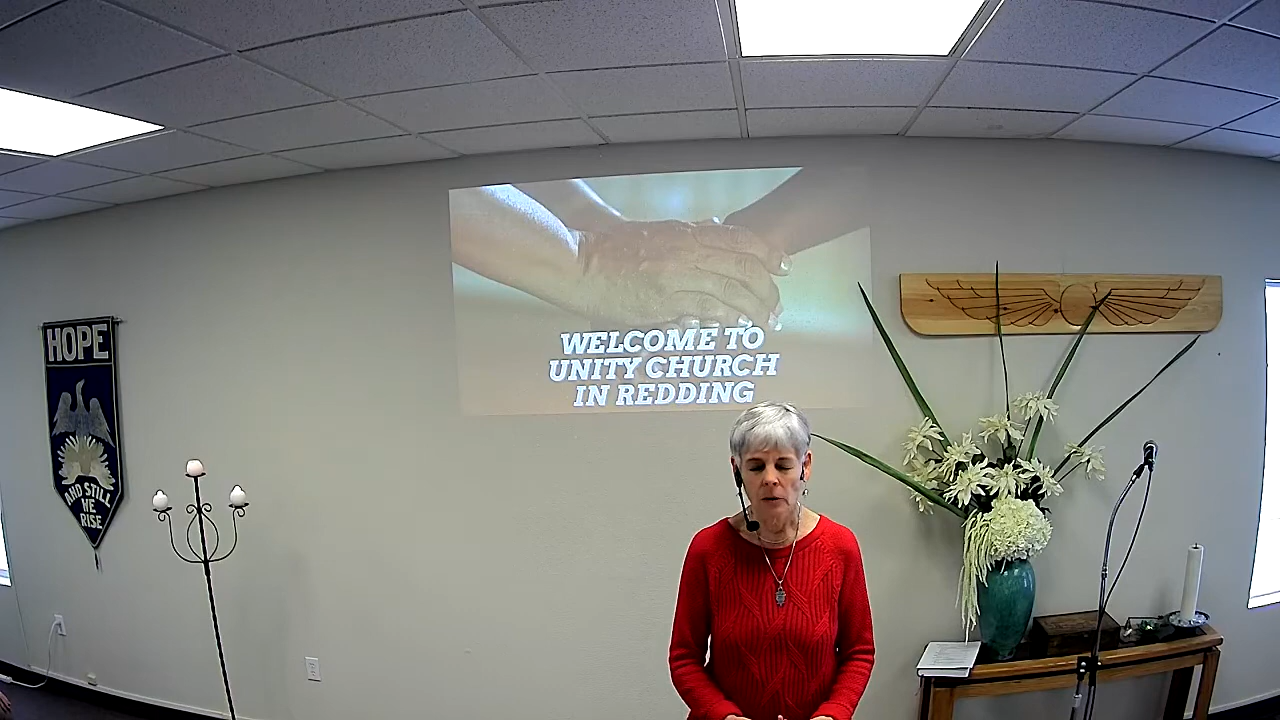 HOPE
AND STILL
WE
RISE
WELCOME TO
UNITY CHURCH
IN REDDING